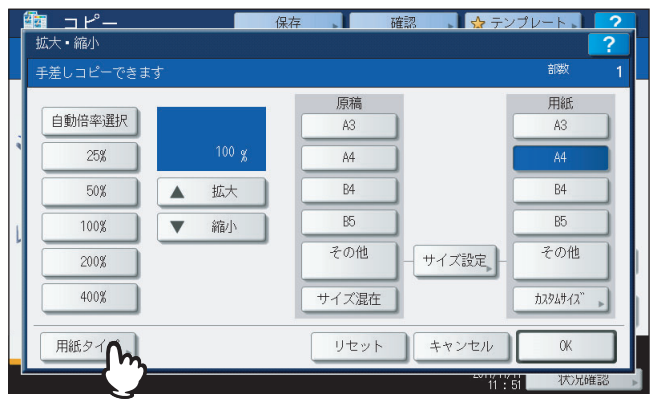 コピー 保存 確認 テンプレート ?
拡大・縮小 ?
手差しコピーできます 部数 1
原稿 用紙
自動倍率選択 A3 A3
25% 100 % A4 A4
50% ▲ 拡大 B4 B4
100% ▼ 縮小 B5 B5
200% その他 サイズ設定 その他
400% サイズ混在 カスタムサイズ
用紙タイ リセット キャンセル OK
11:51 状況確認